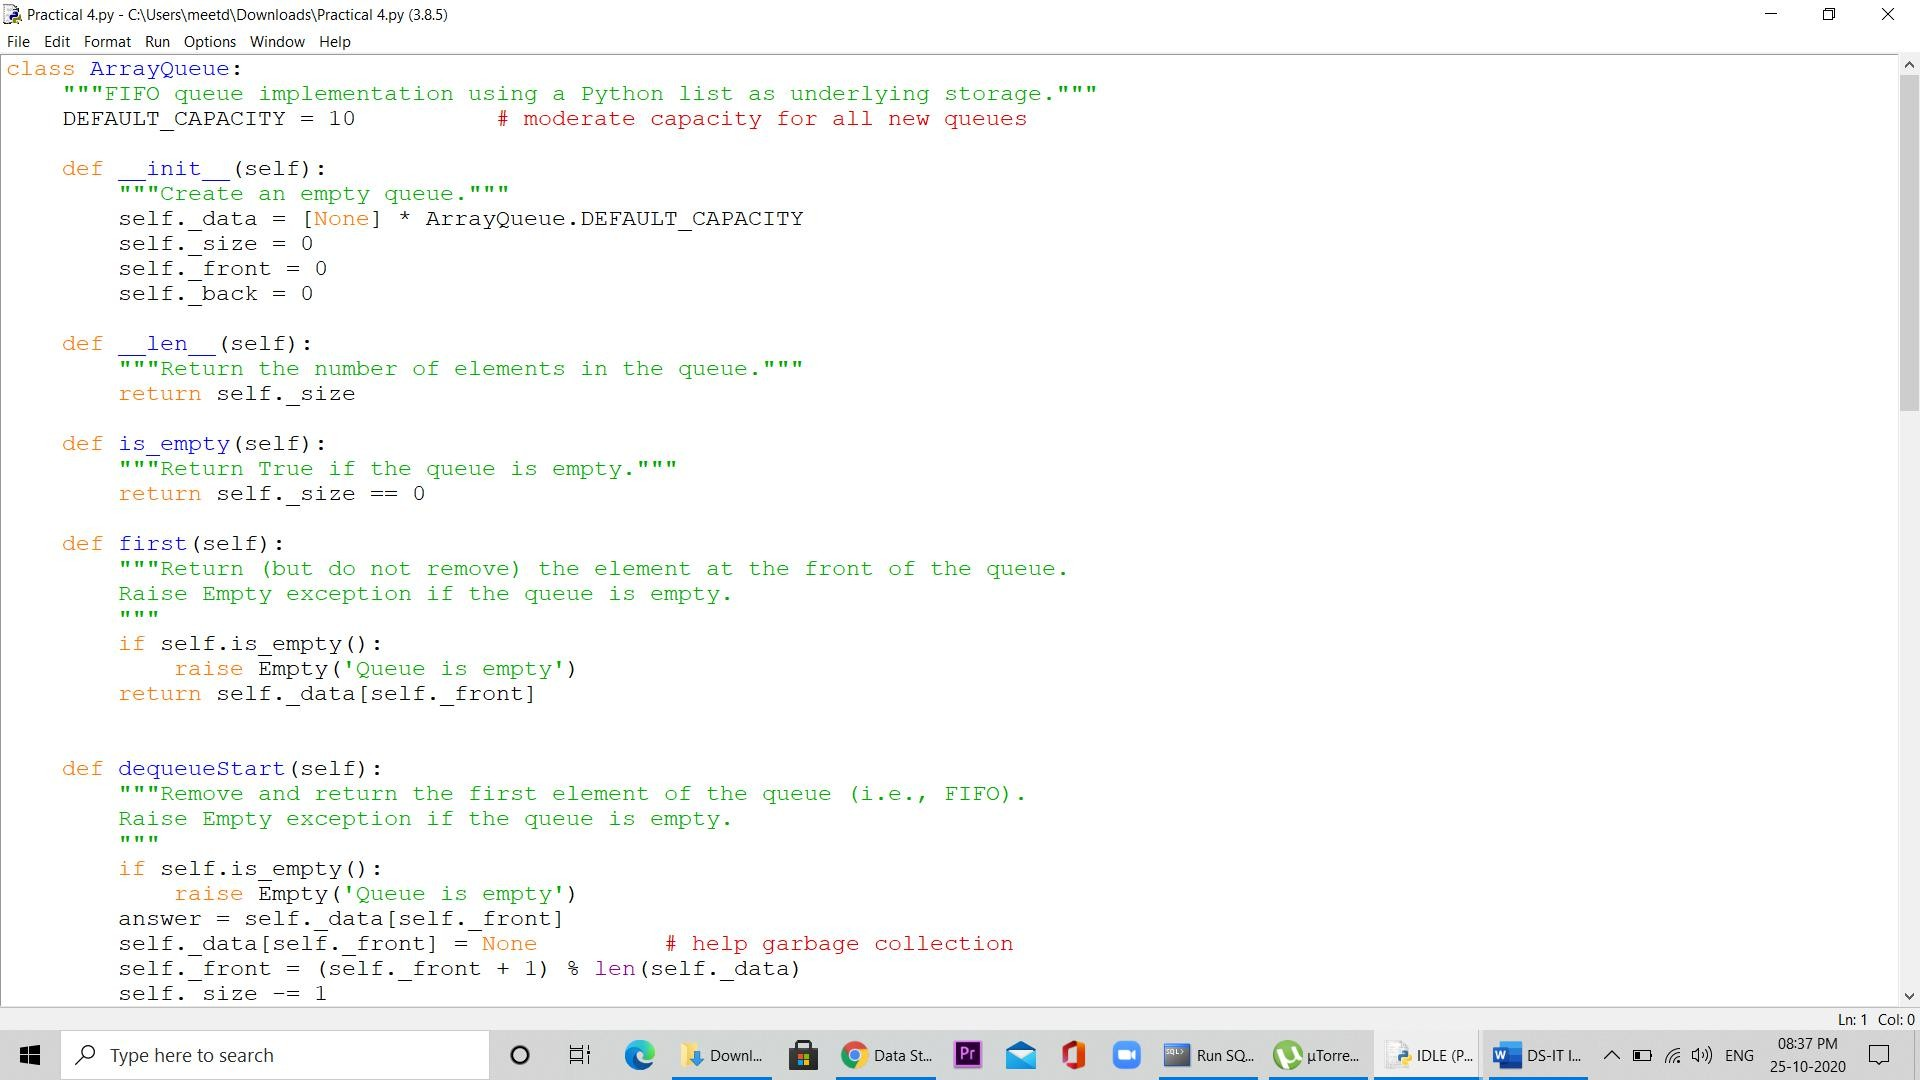 Practical 4.py - C:\Users\meetd\Downloads\Practical 4.py (3.8.5)
File Edit Format Run Options Window Help
class ArrayQueue:
    """FIFO queue implementation using a Python list as underlying storage."""
    DEFAULT_CAPACITY = 10          # moderate capacity for all new queues
    def __init__(self):
        """Create an empty queue."""
        self._data = [None] * ArrayQueue.DEFAULT_CAPACITY
        self._size = 0
        self._front = 0
        self._back = 0
    def __len__(self):
        """Return the number of elements in the queue."""
        return self._size
    def is_empty(self):
        """Return True if the queue is empty."""
        return self._size == 0
    def first(self):
        """Return (but do not remove) the element at the front of the queue.
        Raise Empty exception if the queue is empty.
        """
        if self.is_empty():
            raise Empty('Queue is empty')
        return self._data[self._front]
    def dequeueStart(self):
        """Remove and return the first element of the queue (i.e., FIFO).
        Raise Empty exception if the queue is empty.
        """
        if self.is_empty():
            raise Empty('Queue is empty')
        answer = self._data[self._front]
        self._data[self._front] = None         # help garbage collection
        self._front = (self._front + 1) % len(self._data)
        self._size -= 1
Ln: 1 Col: 0
Type here to search
Downl...
Data St...
Pr
SQL>
Run SQ...
µTorre...
IDLE (P...
W
DS-IT I...
ENG
08:37 PM
25-10-2020